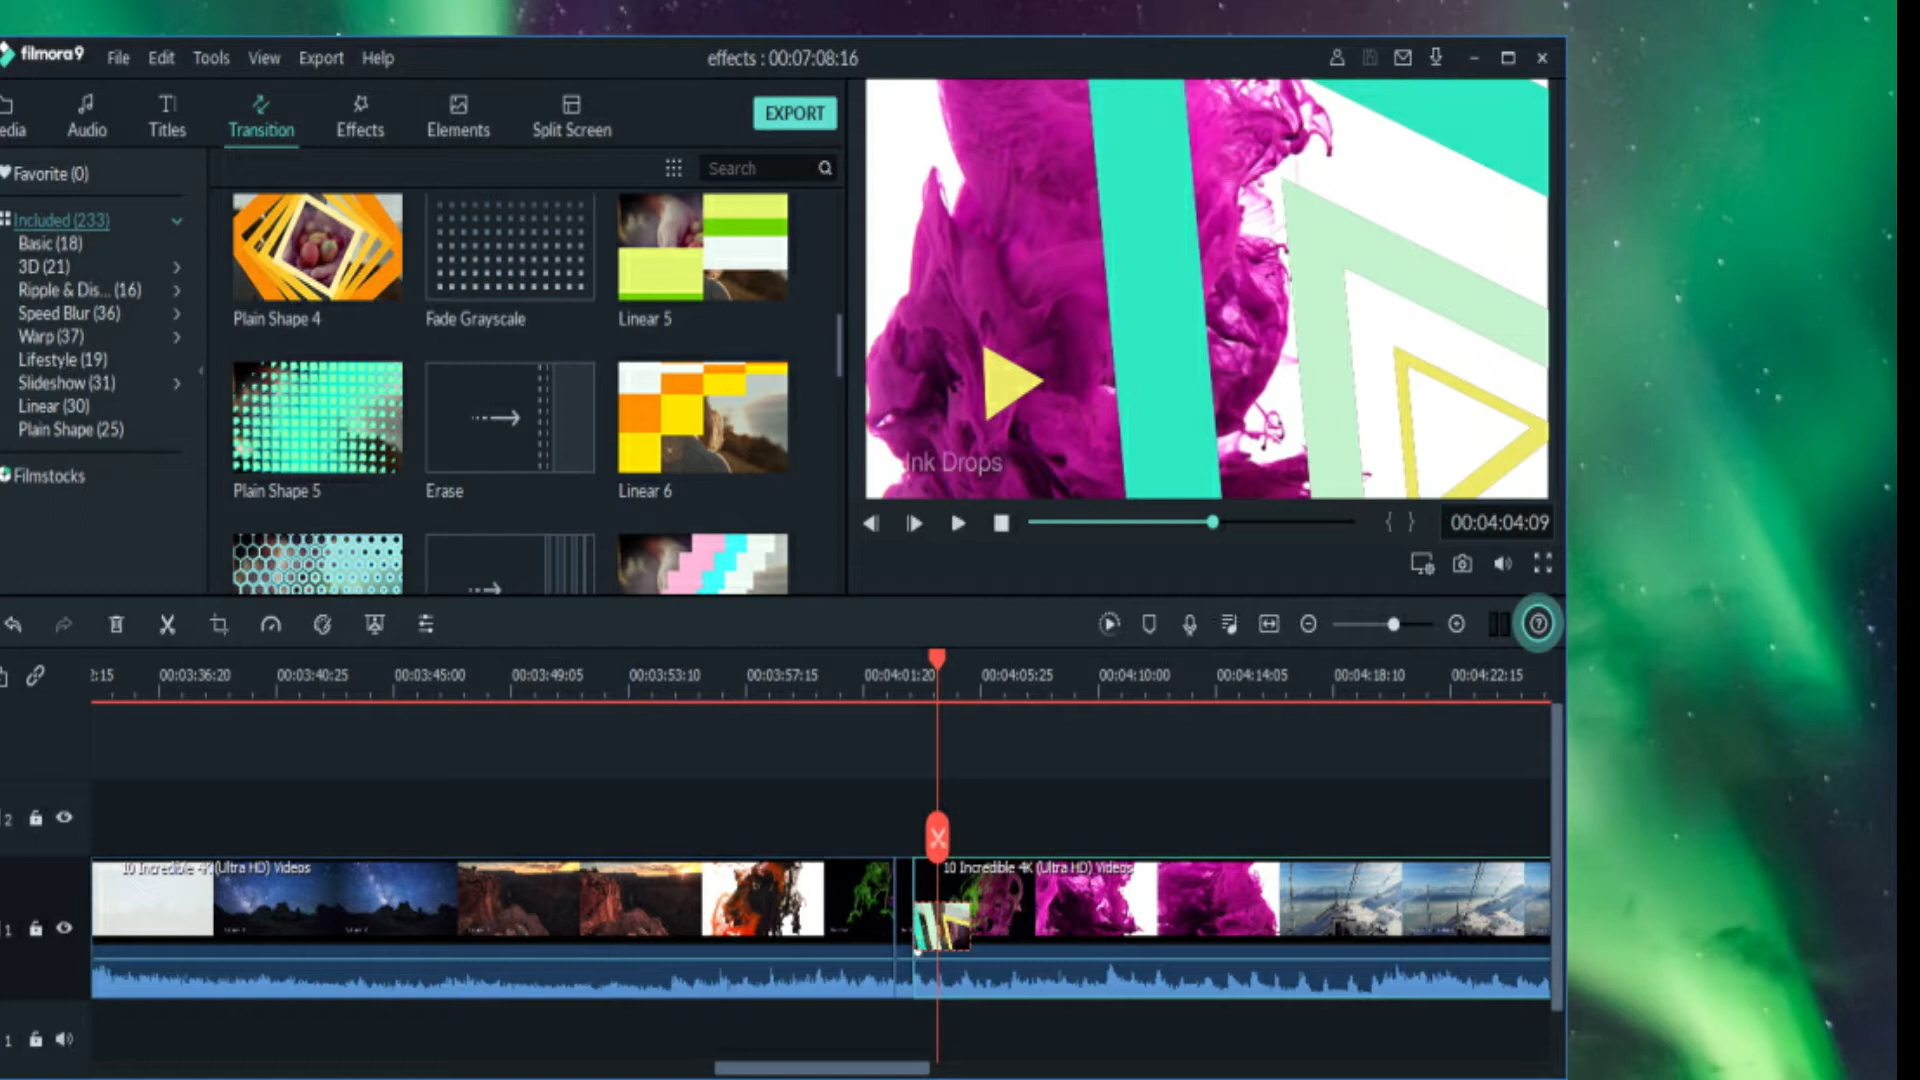 filmora9
File Edit Tools View Export Help
effects : 00:07:08:16
edia
Audio
Titles
Transition
Effects
Elements
Split Screen
EXPORT
Favorite (0)
Search
Included (233)
Basic (18)
3D (21)
Ripple & Dis... (16)
Speed Blur (36)
Warp (37)
Lifestyle (19)
Slideshow (31)
Linear (30)
Plain Shape (25)
Filmstocks
Plain Shape 4
Fade Grayscale
Linear 5
Plain Shape 5
Erase
Linear 6
Ink Drops
00:04:04:09
2:15 00:03:36:20 00:03:40:25 00:03:45:00 00:03:49:05 00:03:53:10 00:03:57:15 00:04:01:20 00:04:05:25 00:04:10:00 00:04:14:05 00:04:18:10 00:04:22:15
2
10 Incredible 4K (Ultra HD) Videos
10 Incredible 4K (Ultra HD) Videos
1
1